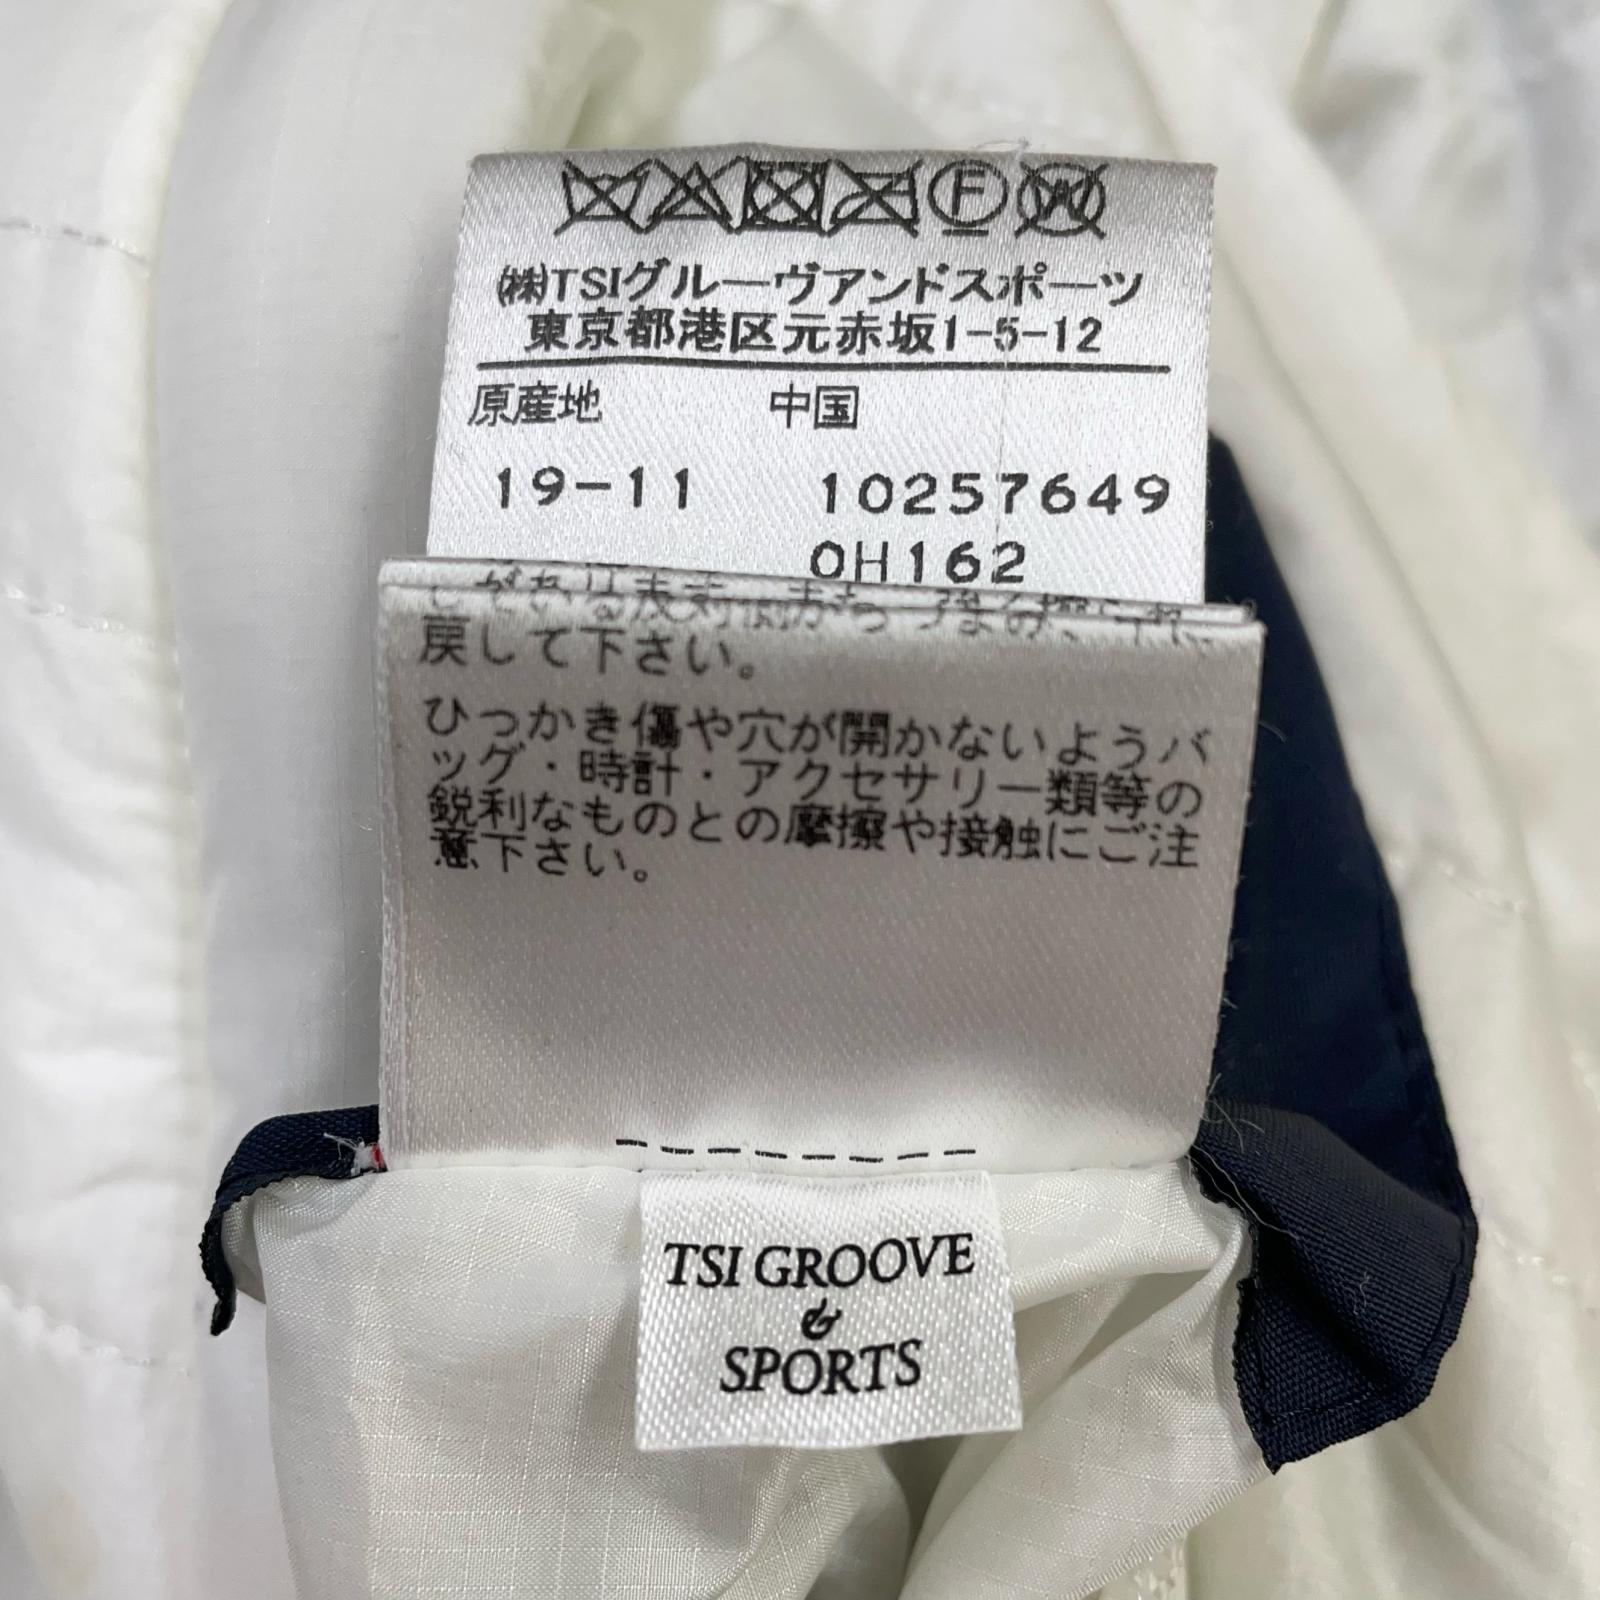 F W
(株)TSIグルーヴアンドスポーツ
東京都港区元赤坂1-5-12
原産地 中国
19-11 10257649
0H162
戻して下さい。
ひっかき傷や穴が開かないようバ
ッグ・時計・アクセサリー類等の
鋭利なものとの摩擦や接触にご注
意下さい。
TSI GROOVE
&
SPORTS